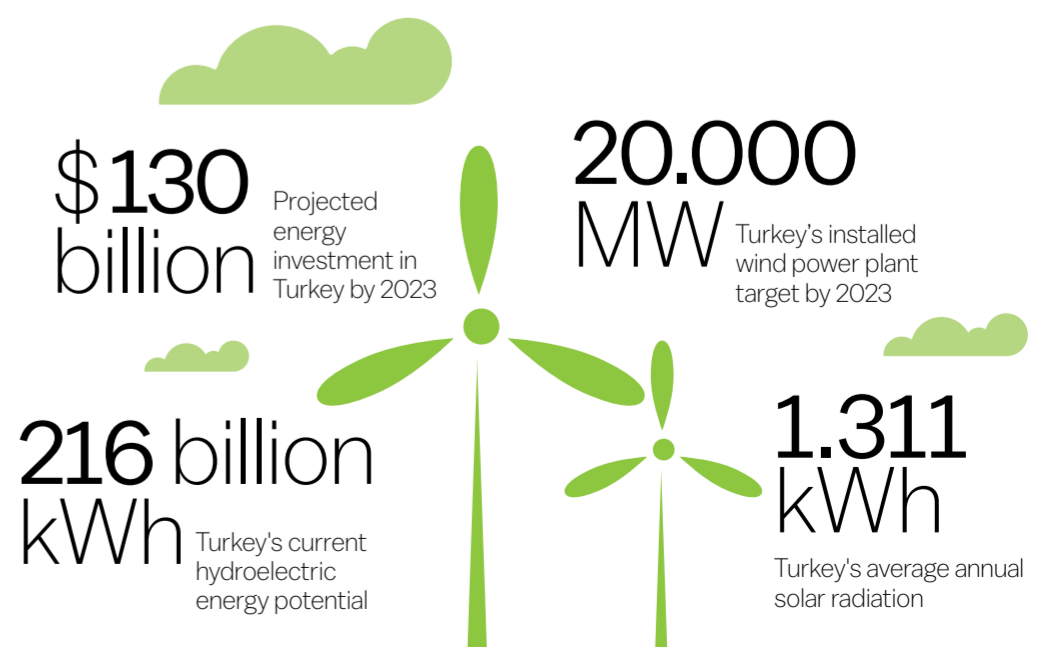 $130
billion
Projected
energy
investment in
Turkey by 2023
20.000
MW
Turkey’s installed
wind power plant
target by 2023
216 billion
kWh
Turkey's current
hydroelectric
energy potential
1.311
kWh
Turkey's average annual
solar radiation